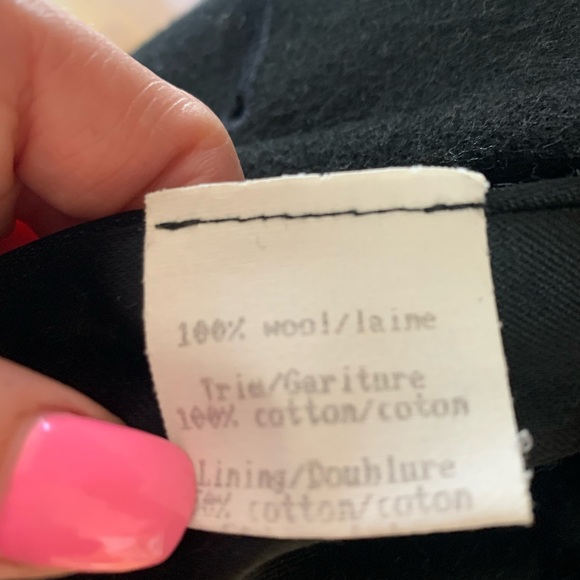 100% wool/laine
Trim/Gariture
100% cotton/coton
Lining/Doublure
cotton/coton